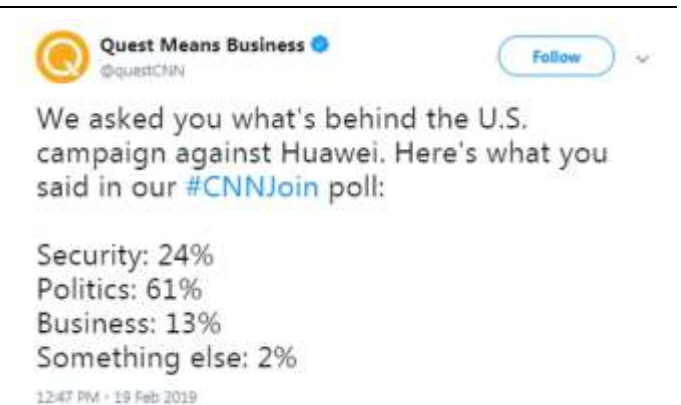 Quest Means Business
@questCNN
Follow
We asked you what's behind the U.S.
campaign against Huawei. Here's what you
said in our #CNNJoin poll:
Security: 24%
Politics: 61%
Business: 13%
Something else: 2%
12:47 PM - 19 Feb 2019